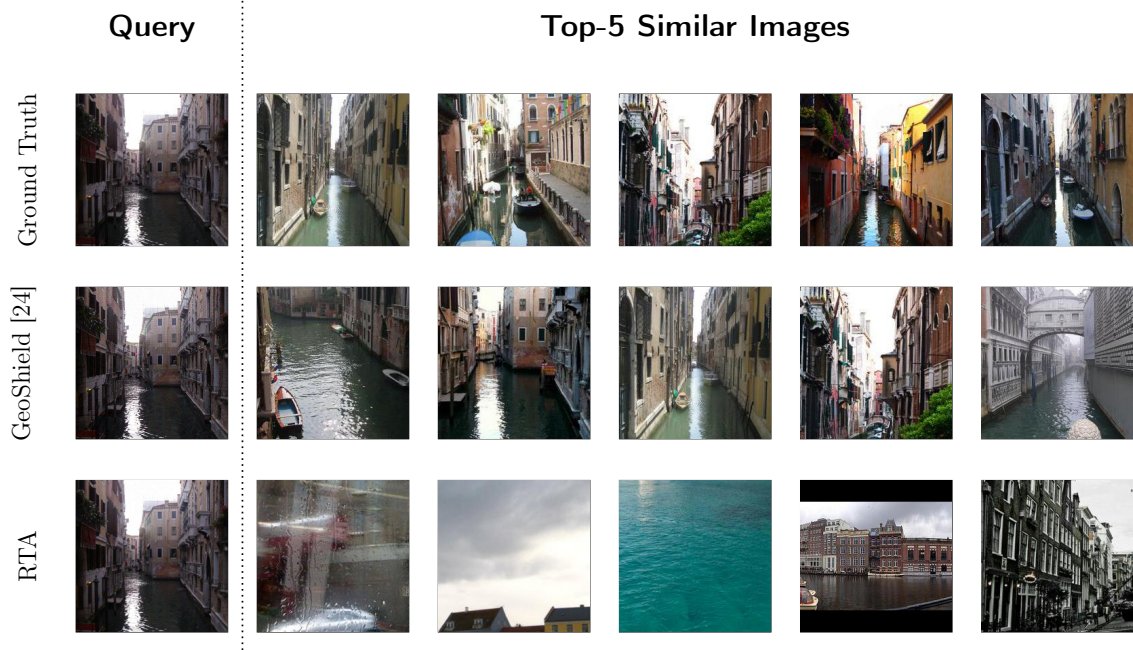 Query
Top-5 Similar Images
Ground Truth
GeoShield [24]
RTA